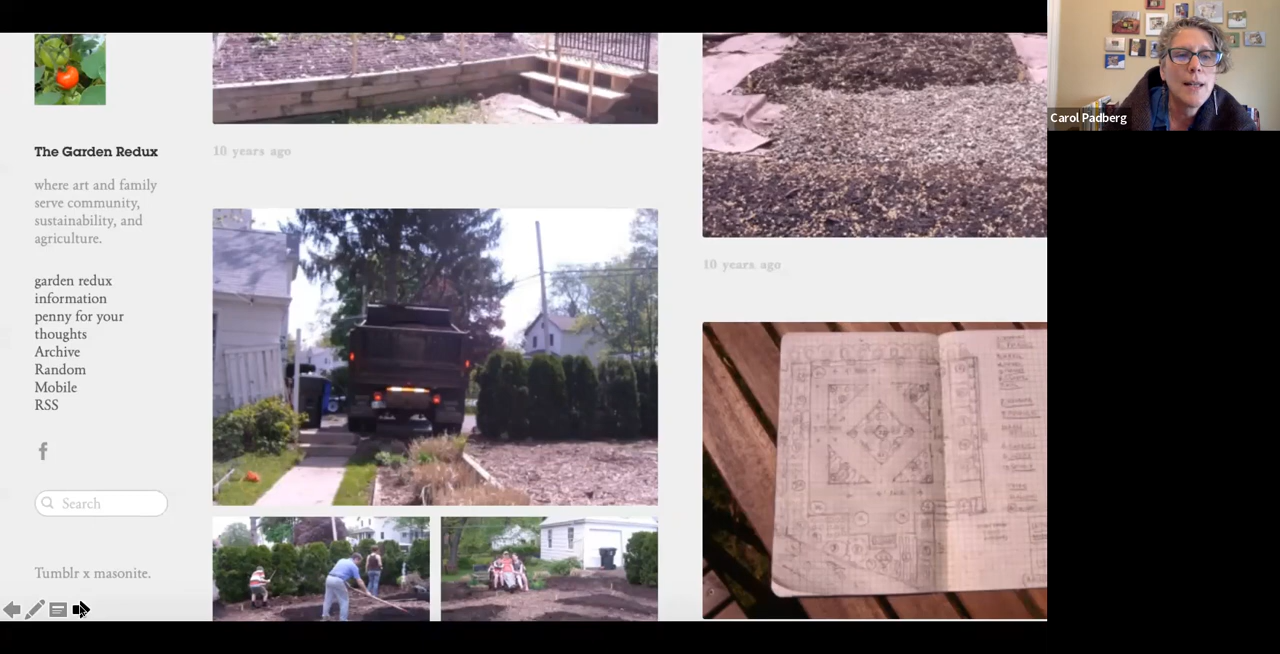 The Garden Redux
where art and family
serve community,
sustainability, and
agriculture.
garden redux
information
penny for your
thoughts
Archive
Random
Mobile
RSS
Search
Tumblr x masonite.
10 years ago
10 years ago
Carol Padberg